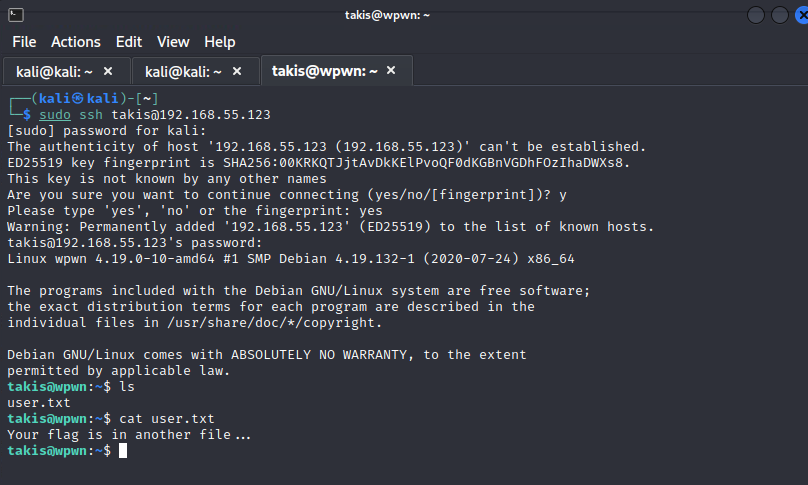 takis@wpwn: ~
File Actions Edit View Help
kali@kali: ~ × kali@kali: ~ × takis@wpwn: ~ ×
┌──(kali㉿kali)-[~]
└─$ sudo ssh takis@192.168.55.123
[sudo] password for kali:
The authenticity of host '192.168.55.123 (192.168.55.123)' can't be established.
ED25519 key fingerprint is SHA256:00KRKQTJjtAvDkKElPvoQF0dKGBnVGDhFOzIhaDWXs8.
This key is not known by any other names
Are you sure you want to continue connecting (yes/no/[fingerprint])? y
Please type 'yes', 'no' or the fingerprint: yes
Warning: Permanently added '192.168.55.123' (ED25519) to the list of known hosts.
takis@192.168.55.123's password:
Linux wpwn 4.19.0-10-amd64 #1 SMP Debian 4.19.132-1 (2020-07-24) x86_64
The programs included with the Debian GNU/Linux system are free software;
the exact distribution terms for each program are described in the
individual files in /usr/share/doc/*/copyright.
Debian GNU/Linux comes with ABSOLUTELY NO WARRANTY, to the extent
permitted by applicable law.
takis@wpwn:~$ ls
user.txt
takis@wpwn:~$ cat user.txt
Your flag is in another file...
takis@wpwn:~$